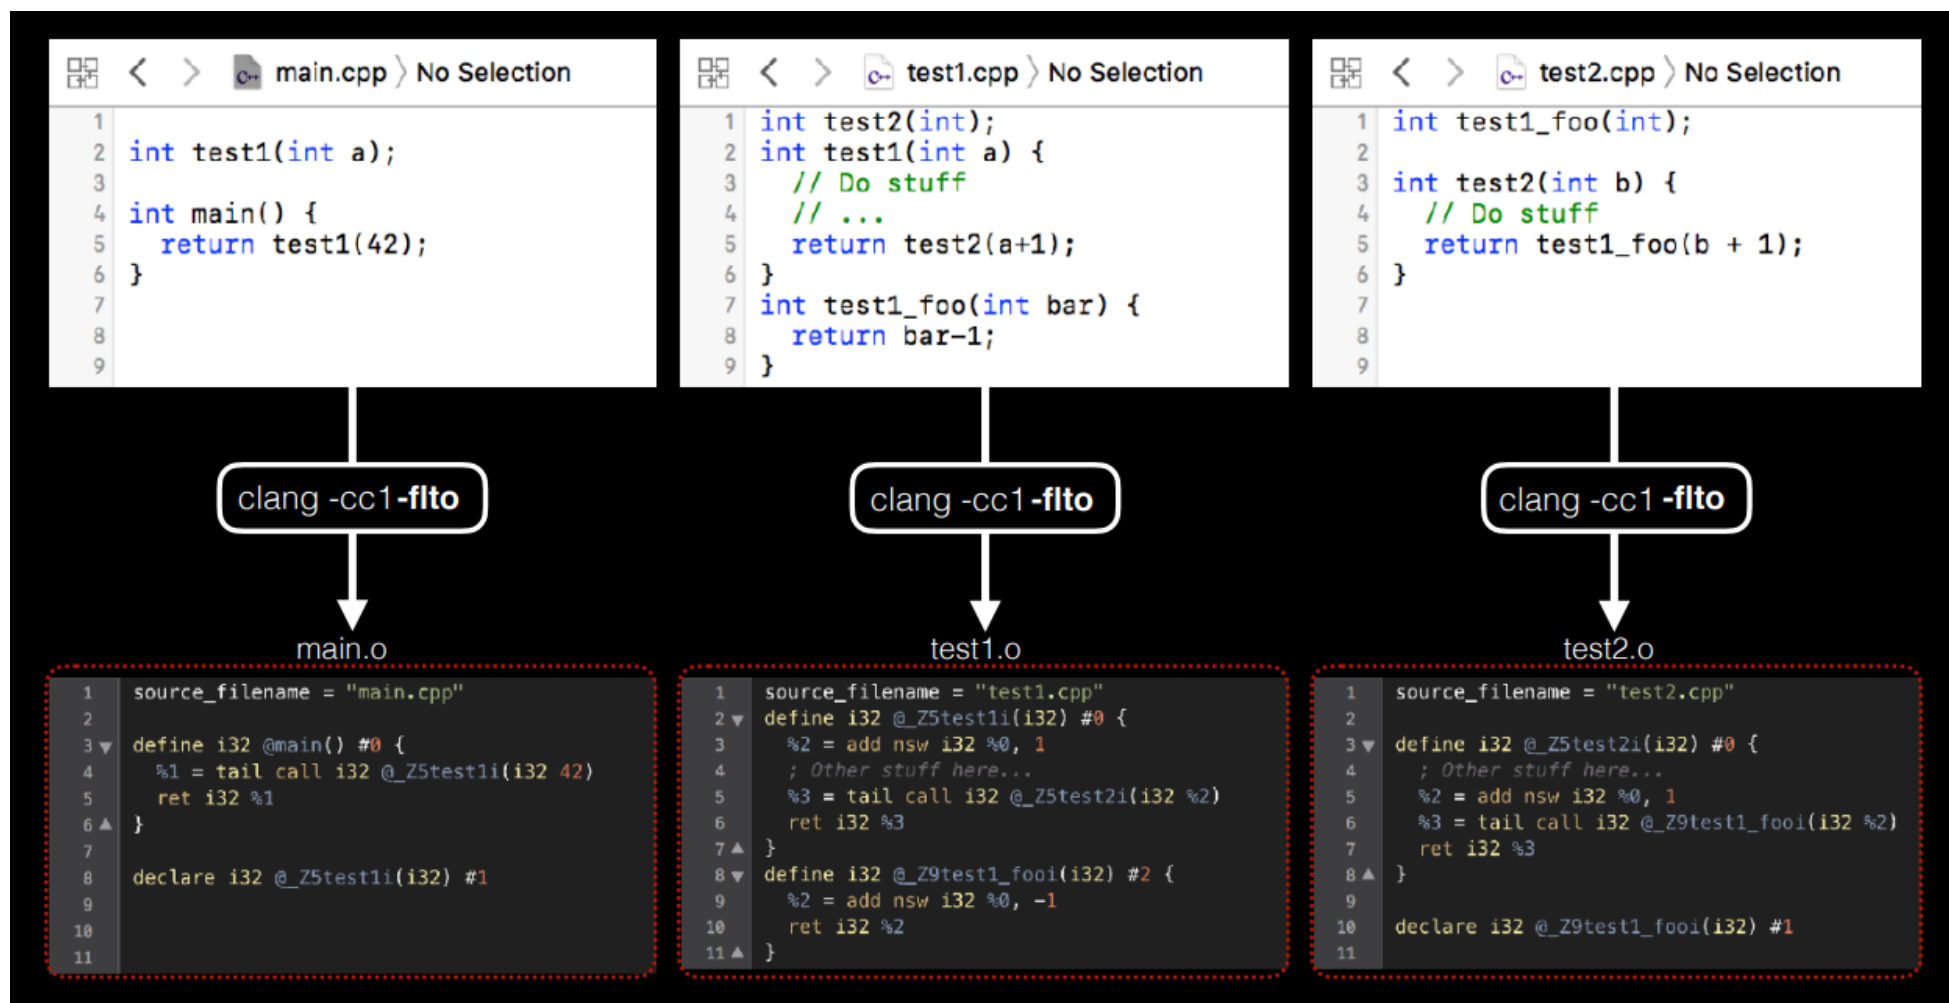 main.cpp 〉No Selection
1
2 int test1(int a);
3
4 int main() {
5 return test1(42);
6 }
7
8
9
test1.cpp 〉No Selection
1 int test2(int);
2 int test1(int a) {
3 // Do stuff
4 // ...
5 return test2(a+1);
6 }
7 int test1_foo(int bar) {
8 return bar-1;
9 }
test2.cpp 〉No Selection
1 int test1_foo(int);
2
3 int test2(int b) {
4 // Do stuff
5 return test1_foo(b + 1);
6 }
7
8
9
clang -cc1 -flto
clang -cc1 -flto
clang -cc1 -flto
main.o
1 source_filename = "main.cpp"
2
3 define i32 @main() #0 {
4 %1 = tail call i32 @_Z5test1i(i32 42)
5 ret i32 %1
6 }
7
8 declare i32 @_Z5test1i(i32) #1
9
10
11
test1.o
1 source_filename = "test1.cpp"
2 define i32 @_Z5test1i(i32) #0 {
3 %2 = add nsw i32 %0, 1
4 ; Other stuff here...
5 %3 = tail call i32 @_Z5test2i(i32 %2)
6 ret i32 %3
7 }
8 define i32 @_Z9test1_fooi(i32) #2 {
9 %2 = add nsw i32 %0, -1
10 ret i32 %2
11 }
test2.o
1 source_filename = "test2.cpp"
2
3 define i32 @_Z5test2i(i32) #0 {
4 ; Other stuff here...
5 %2 = add nsw i32 %0, 1
6 %3 = tail call i32 @_Z9test1_fooi(i32 %2)
7 ret i32 %3
8 }
9
10 declare i32 @_Z9test1_fooi(i32) #1
11